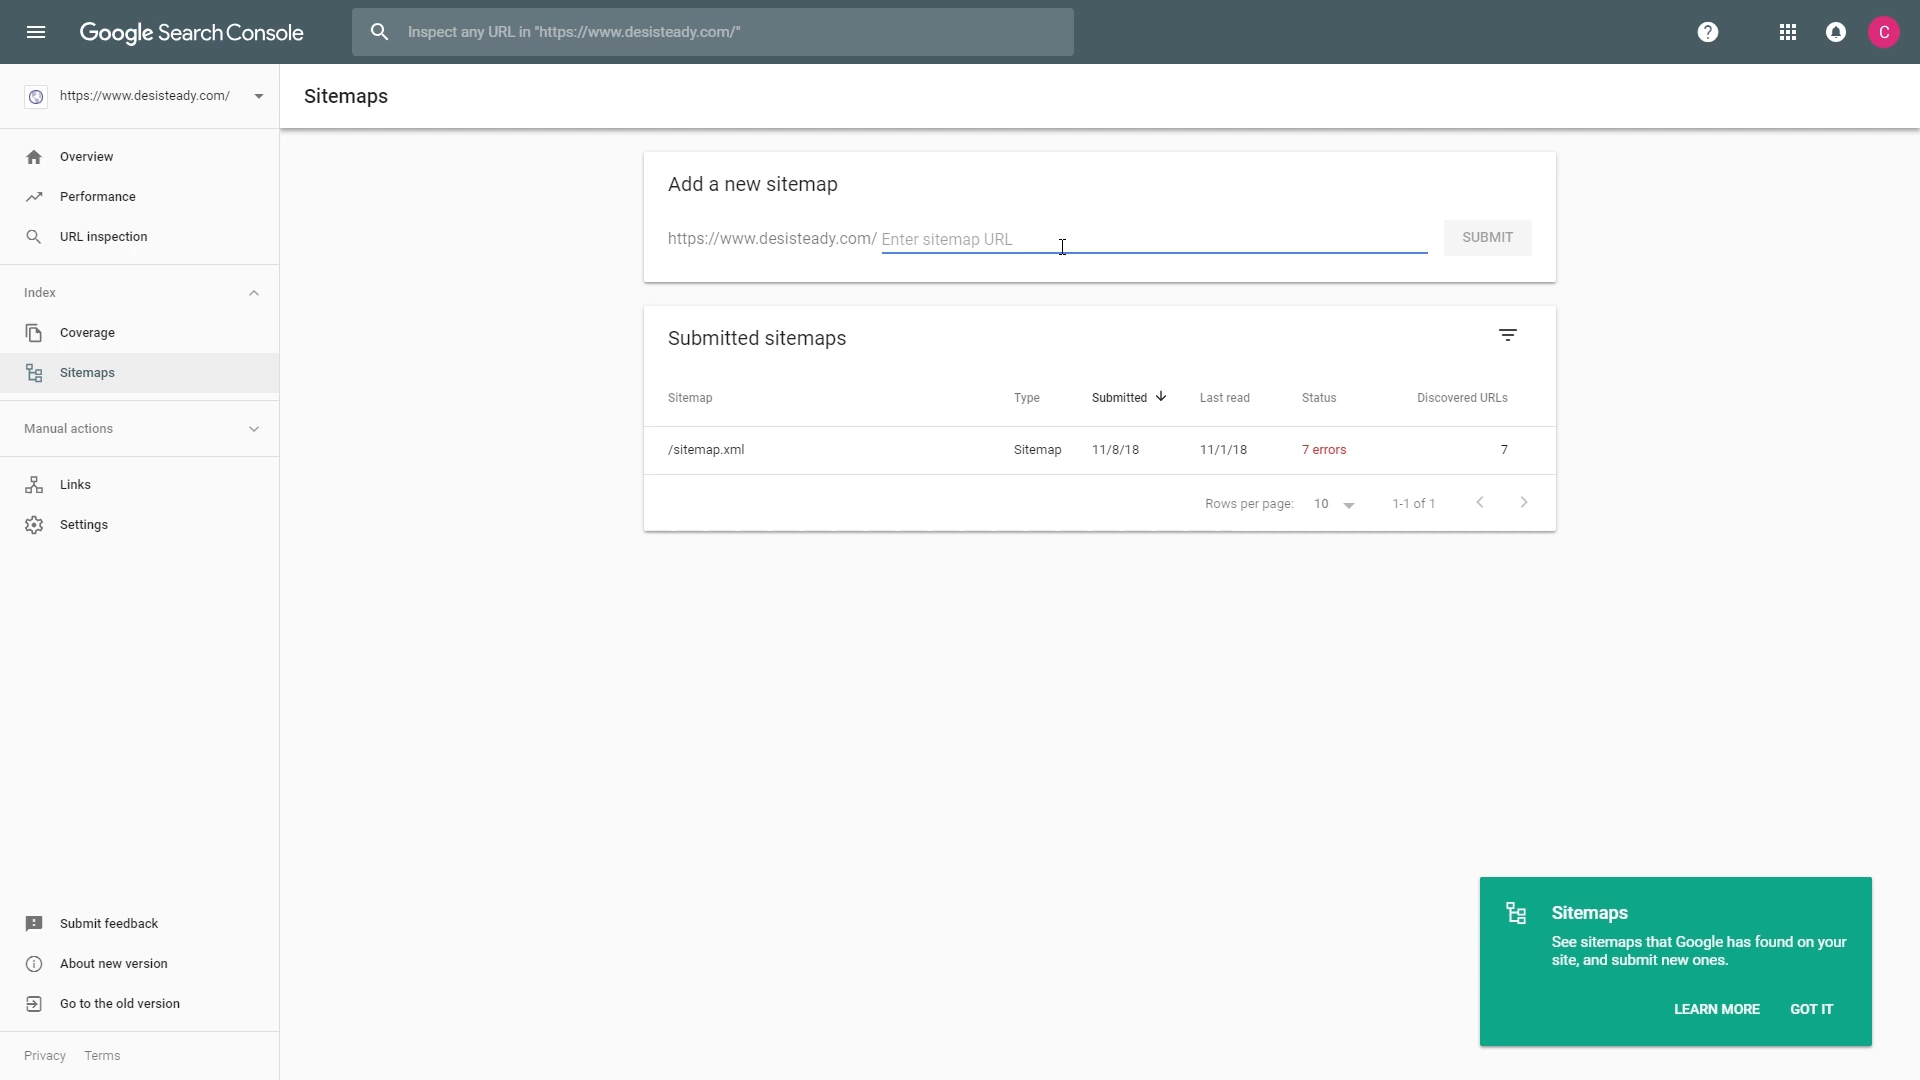 Google Search Console
Inspect any URL in "https://www.desisteady.com/"
?
C
https://www.desisteady.com/
Sitemaps
Overview
Performance
URL inspection
Index
Coverage
Sitemaps
Manual actions
Links
Settings
Submit feedback
About new version
Go to the old version
Privacy Terms
Add a new sitemap
https://www.desisteady.com/ Enter sitemap URL
SUBMIT
Submitted sitemaps
Sitemap Type Submitted Last read Status Discovered URLs
/sitemap.xml Sitemap 11/8/18 11/1/18 7 errors 7
Rows per page: 10 1-1 of 1
Sitemaps
See sitemaps that Google has found on your
site, and submit new ones.
LEARN MORE GOT IT